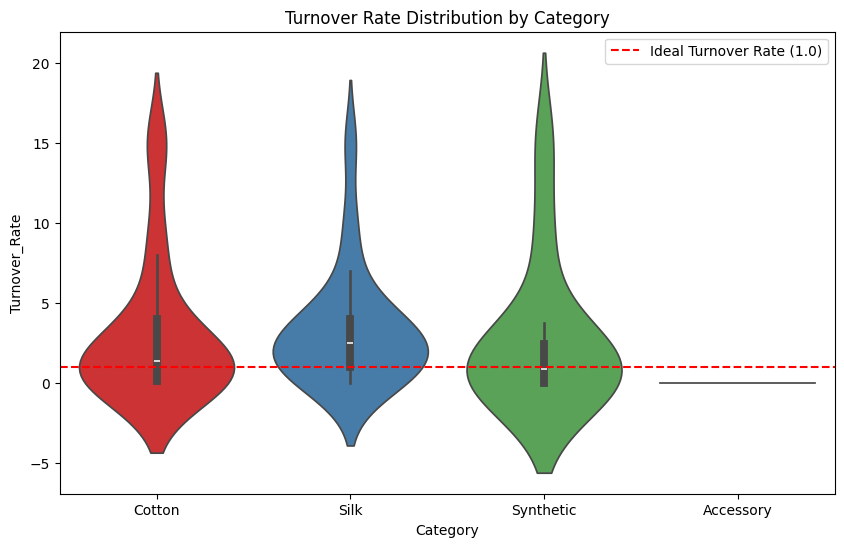 Turnover Rate Distribution by Category
Ideal Turnover Rate (1.0)
20
15
10
5
0
−5
Turnover_Rate
Cotton
Silk
Synthetic
Accessory
Category